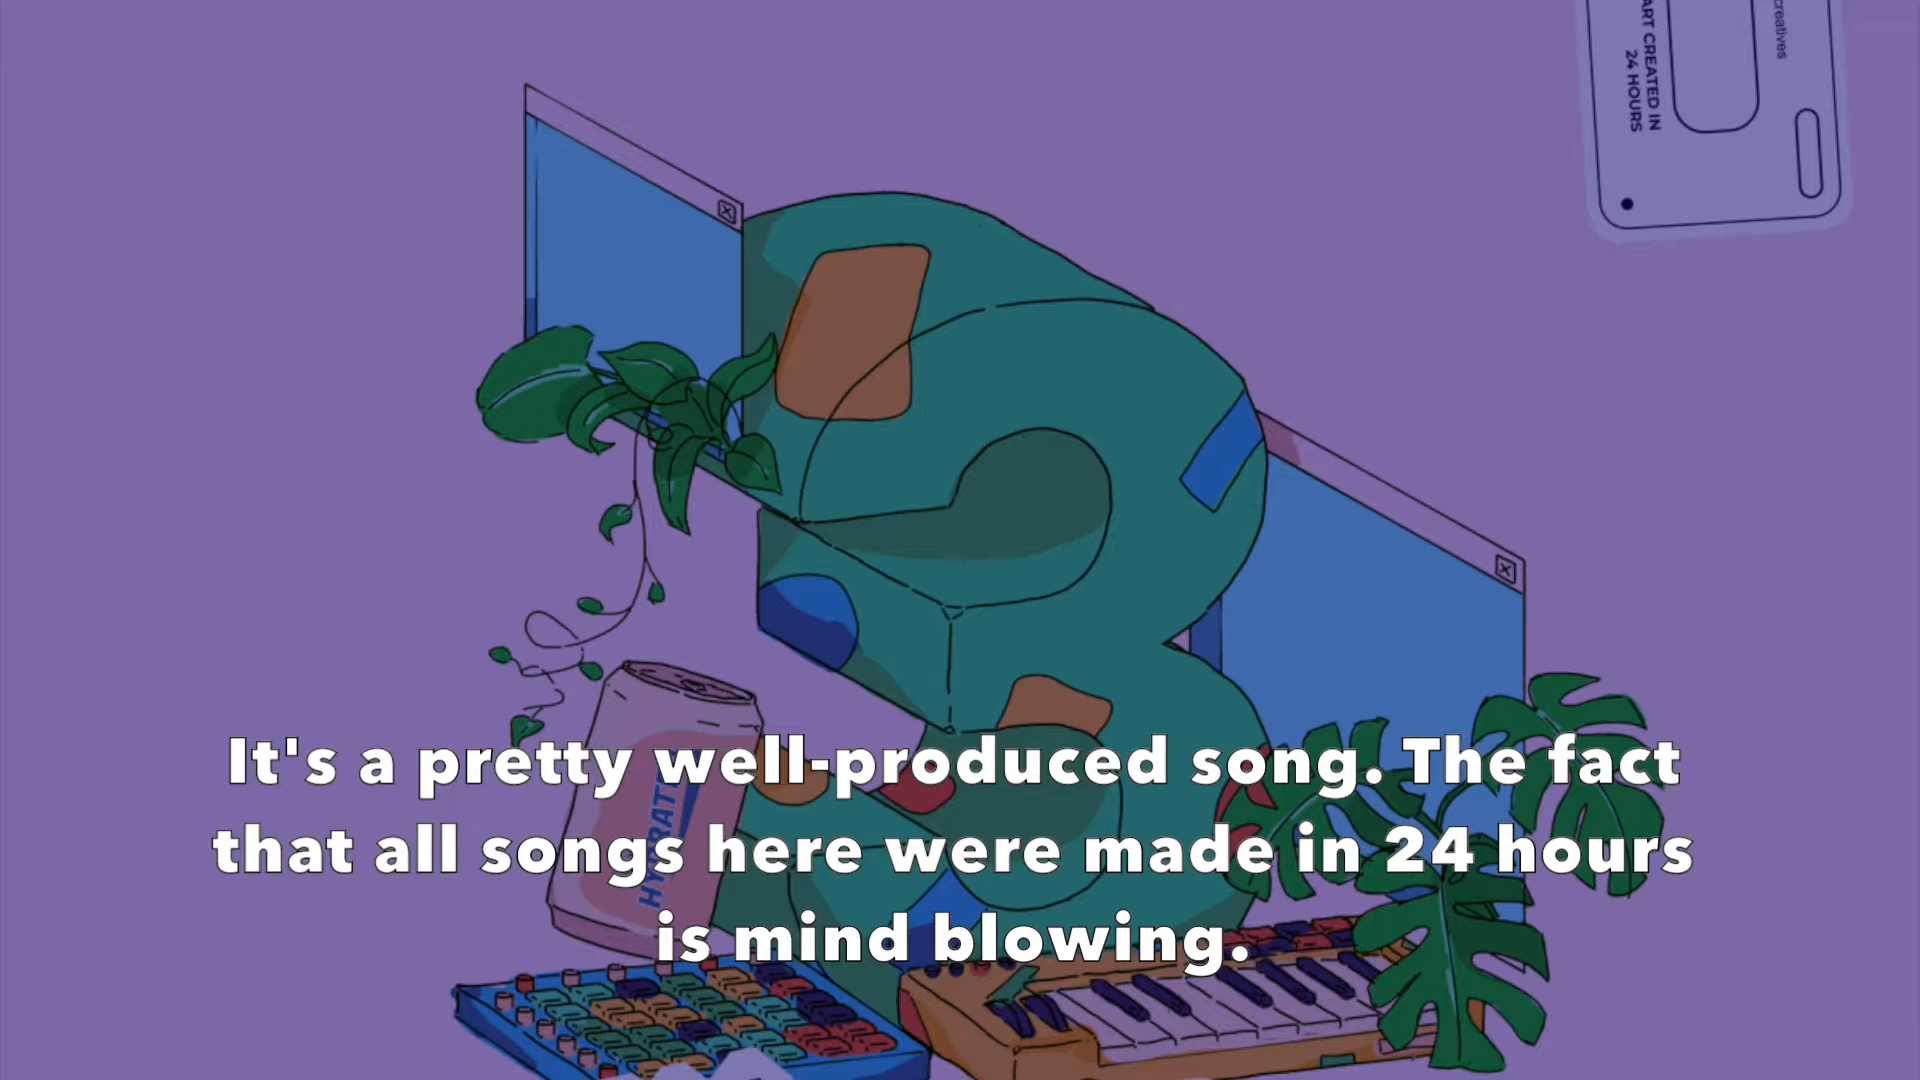 creatives
ART CREATED IN
24 HOURS
It's a pretty well-produced song. The fact
that all songs here were made in 24 hours
is mind blowing.